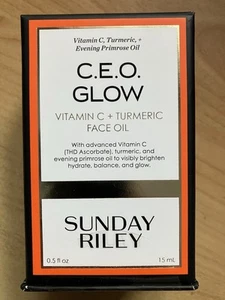 Vitamin C, Turmeric, +
Evening Primrose Oil
C.E.O.
GLOW
VITAMIN C + TURMERIC
FACE OIL
With advanced Vitamin C
(THD Ascorbate), turmeric, and
evening primrose oil to visibly brighten
hydrate, balance, and glow.
SUNDAY
RILEY
0.5 fl oz 15 mL